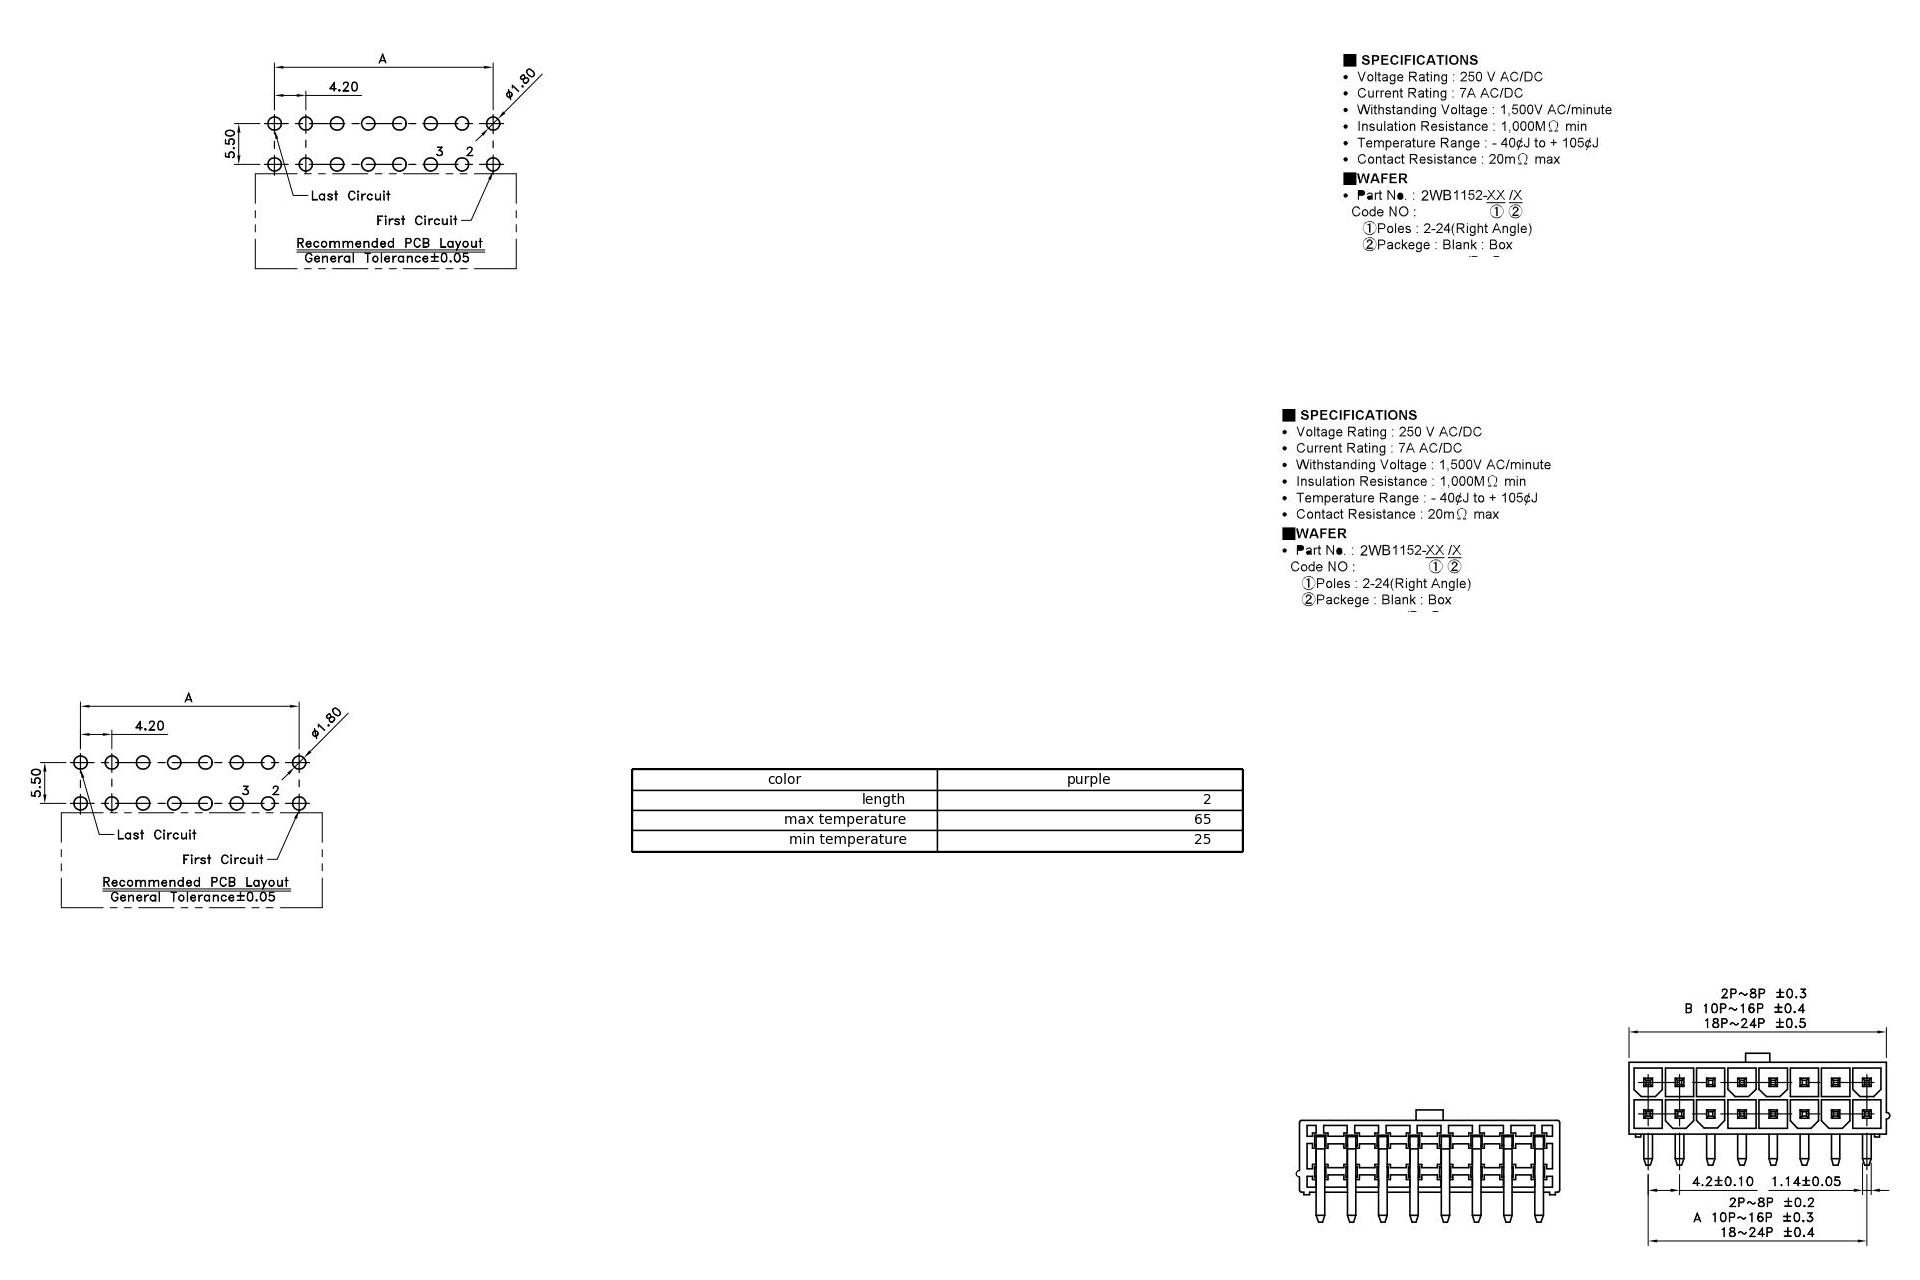 A
4.20
ø1.80
5.50
3 2
Last Circuit
First Circuit
Recommended PCB Layout
General Tolerance±0.05
■ SPECIFICATIONS
• Voltage Rating : 250 V AC/DC
• Current Rating : 7A AC/DC
• Withstanding Voltage : 1,500V AC/minute
• Insulation Resistance : 1,000MΩ min
• Temperature Range : - 40¢J to + 105¢J
• Contact Resistance : 20mΩ max
■WAFER
• Part No. : 2WB1152-XX /X
Code NO : ① ②
①Poles : 2-24(Right Angle)
②Packege : Blank : Box
■ SPECIFICATIONS
• Voltage Rating : 250 V AC/DC
• Current Rating : 7A AC/DC
• Withstanding Voltage : 1,500V AC/minute
• Insulation Resistance : 1,000MΩ min
• Temperature Range : - 40¢J to + 105¢J
• Contact Resistance : 20mΩ max
■WAFER
• Part No. : 2WB1152-XX /X
Code NO : ① ②
①Poles : 2-24(Right Angle)
②Packege : Blank : Box
A
4.20
ø1.80
5.50
3 2
Last Circuit
First Circuit
Recommended PCB Layout
General Tolerance±0.05
color purple
length 2
max temperature 65
min temperature 25
2P~8P ±0.3
B 10P~16P ±0.4
18P~24P ±0.5
4.2±0.10 1.14±0.05
2P~8P ±0.2
A 10P~16P ±0.3
18~24P ±0.4